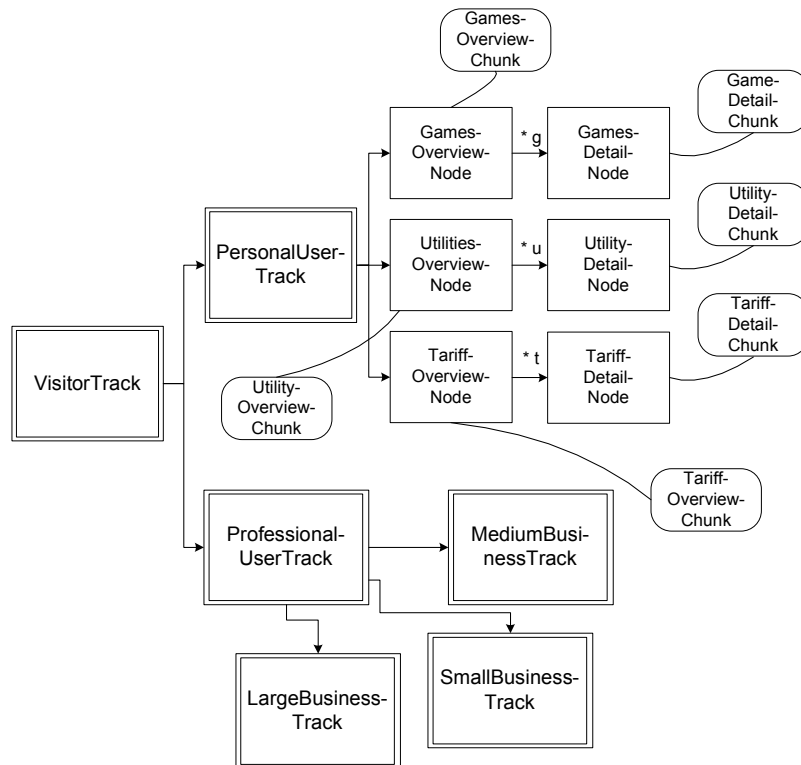 Games-
Overview-
Chunk
Game-
Detail-
Chunk
Games-
Overview-
Node
* g
Games-
Detail-
Node
Utility-
Detail-
Chunk
PersonalUser-
Track
Utilities-
Overview-
Node
* u
Utility-
Detail-
Node
Tariff-
Detail-
Chunk
VisitorTrack
Tariff-
Overview-
Node
* t
Tariff-
Detail-
Node
Utility-
Overview-
Chunk
Tariff-
Overview-
Chunk
Professional-
UserTrack
MediumBusi-
nessTrack
LargeBusiness-
Track
SmallBusiness-
Track